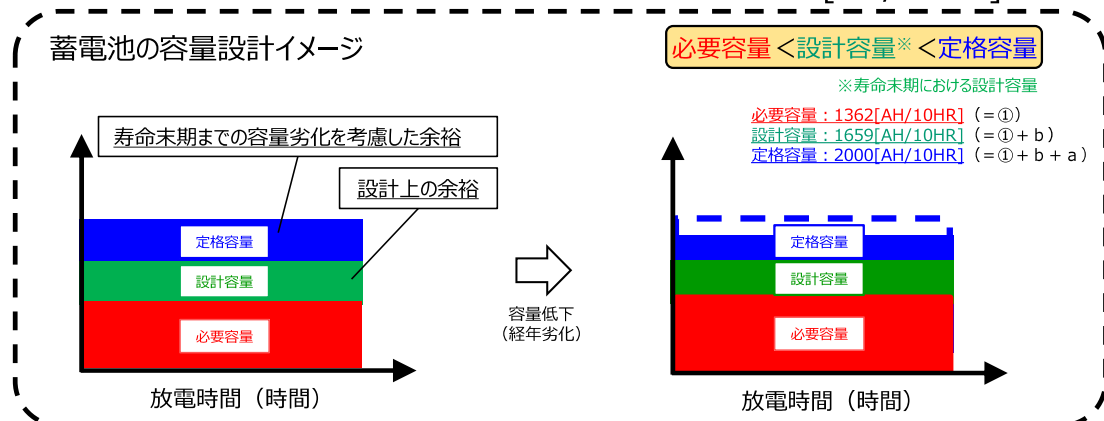 蓄電池の容量設計イメージ
必要容量＜設計容量※＜定格容量
※寿命末期における設計容量
必要容量：1362[AH/10HR]（=①）
設計容量：1659[AH/10HR]（=①＋b）
定格容量：2000[AH/10HR]（=①＋b＋a）
寿命末期までの容量劣化を考慮した余裕
設計上の余裕
定格容量
設計容量
必要容量
放電時間（時間）
容量低下
（経年劣化）
定格容量
設計容量
必要容量
放電時間（時間）